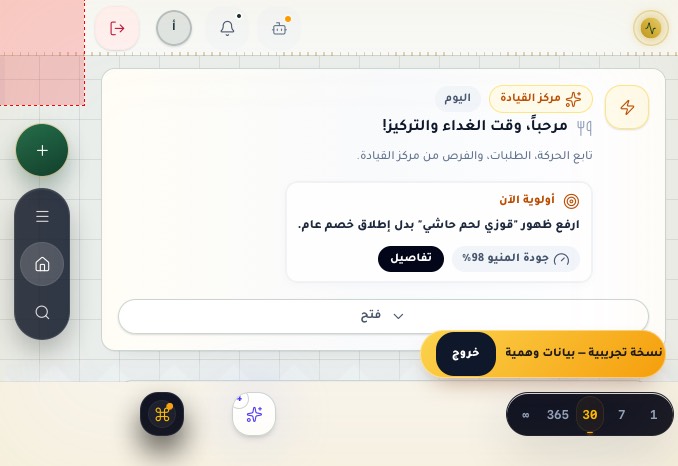 أ
مركز القيادة
اليوم
مرحباً، وقت الغداء والتركيز!
تابع الحركة، الطلبات، والفرص من مركز القيادة.
أولوية الآن
ارفع ظهور "قوزي لحم حاشي" بدل إطلاق خصم عام.
جودة المنيو 98%
تفاصيل
فتح
نسخة تجريبية — بيانات وهمية
خروج
∞ 365 30 7 1